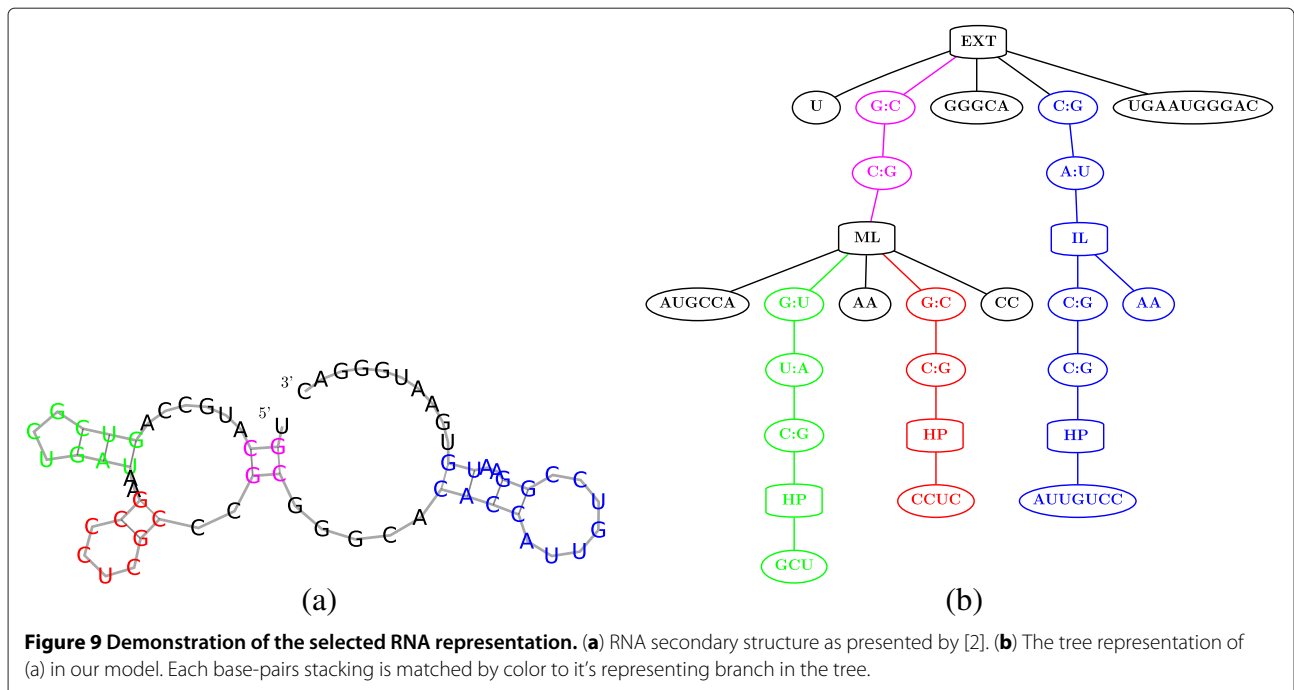 EXT
U
G:C
GGGCA
C:G
UGAAUGGGAC
C:G
A:U
ML
IL
AUGCCA
G:U
AA
G:C
CC
C:G
AA
U:A
C:G
C:G
C:G
HP
HP
HP
CCUC
AUUGUCC
GCU
5'
UGCAUGCCAGUCGCUGAUAAGCCCUCGCCCGCGGGCACACCAUUGUCCGGAAUGUGAAUGGGAC
3'
(a)
(b)
Figure 9 Demonstration of the selected RNA representation. (a) RNA secondary structure as presented by [2]. (b) The tree representation of
(a) in our model. Each base-pairs stacking is matched by color to it's representing branch in the tree.